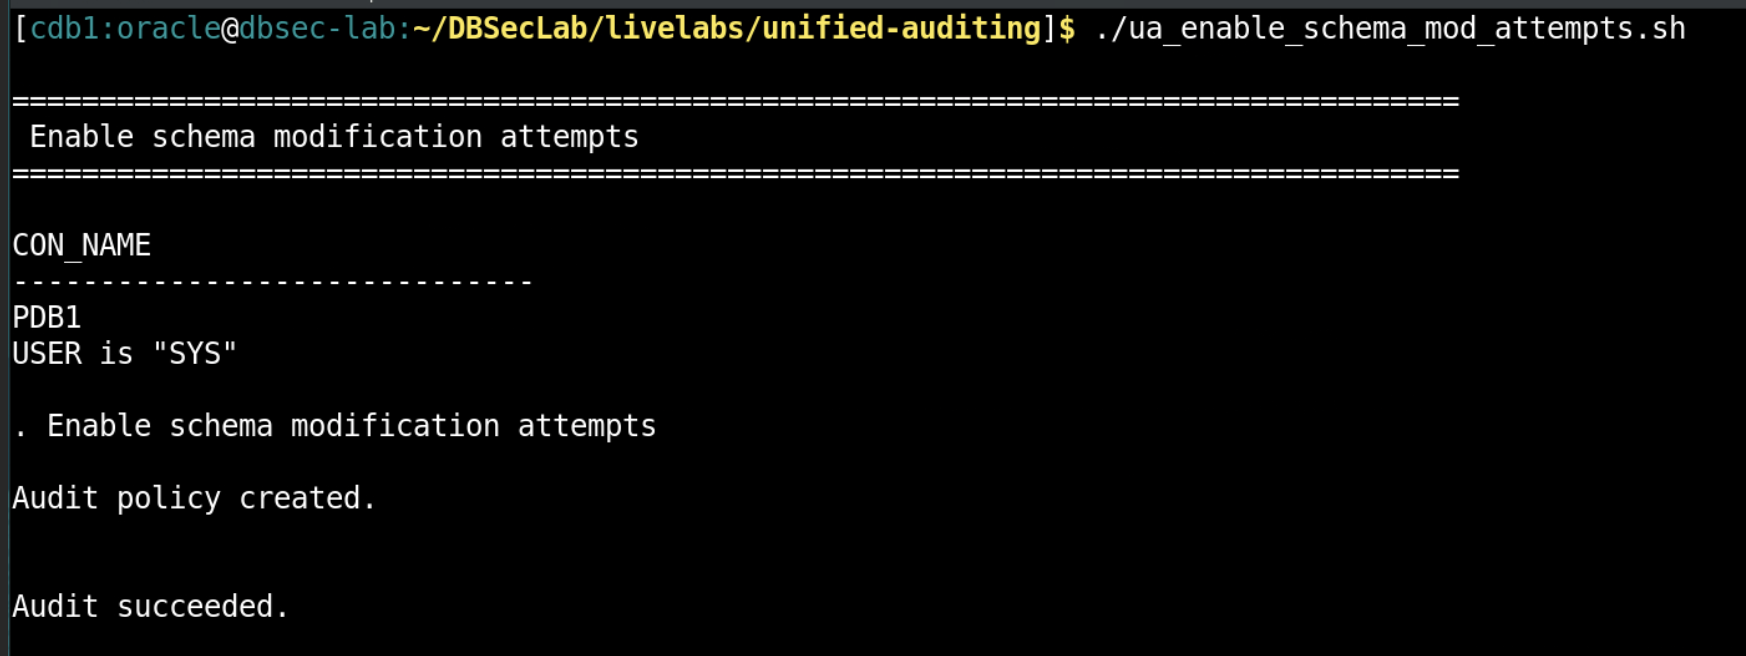 [cdb1:oracle@dbsec-lab:~/DBSecLab/livelabs/unified-auditing]$ ./ua_enable_schema_mod_attempts.sh
===================================================================================
 Enable schema modification attempts
===================================================================================
CON_NAME
------------------------------
PDB1
USER is "SYS"
. Enable schema modification attempts
Audit policy created.
Audit succeeded.